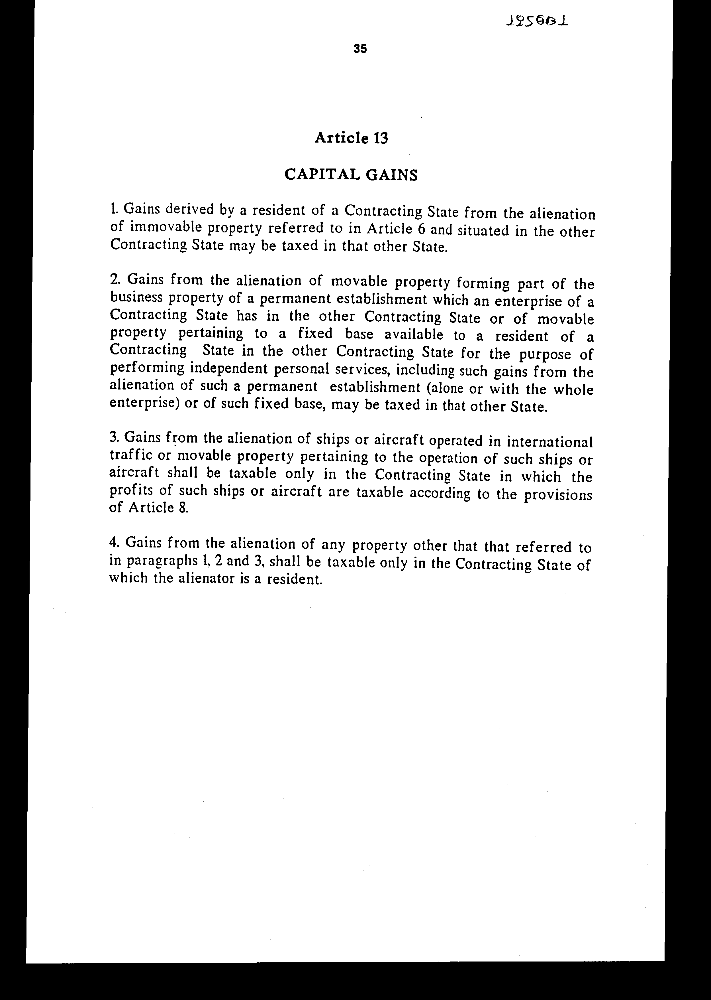 35
Article 13
CAPITAL GAINS
1. Gains derived by a resident of a Contracting State from the alienation
of immovable property referred to in Article 6 and situated in the other
Contracting State may be taxed in that other State.
2. Gains from the alienation of movable property forming part of the
business property of a permanent establishment which an enterprise of a
Contracting State has in the other Contracting State or of movable
property pertaining to a fixed base available to a resident of a
Contracting State in the other Contracting State for the purpose of
performing independent personal services, including such gains from the
alienation of such a permanent establishment (alone or with the whole
enterprise) or of such fixed base, may be taxed in that other State.
3. Gains from the alienation of ships or aircraft operated in international
traffic or movable property pertaining to the operation of such ships or
aircraft shall be taxable only in the Contracting State in which the
profits of such ships or aircraft are taxable according to the provisions
of Article 8.
4. Gains from the alienation of any property other that that referred to
in paragraphs 1, 2 and 3, shall be taxable only in the Contracting State of
which the alienator is a resident.